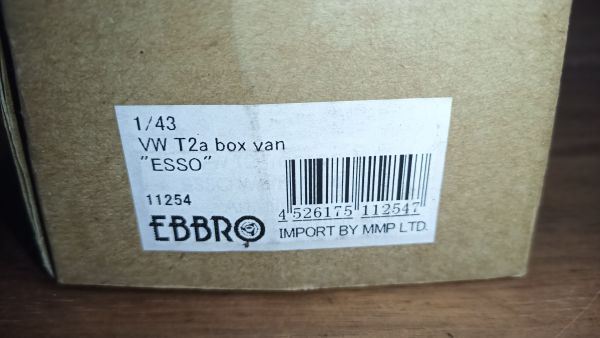 1/43
VW T2a box van
"ESSO"
11254
4 526175 112547
EBBRO
IMPORT BY MMP LTD.